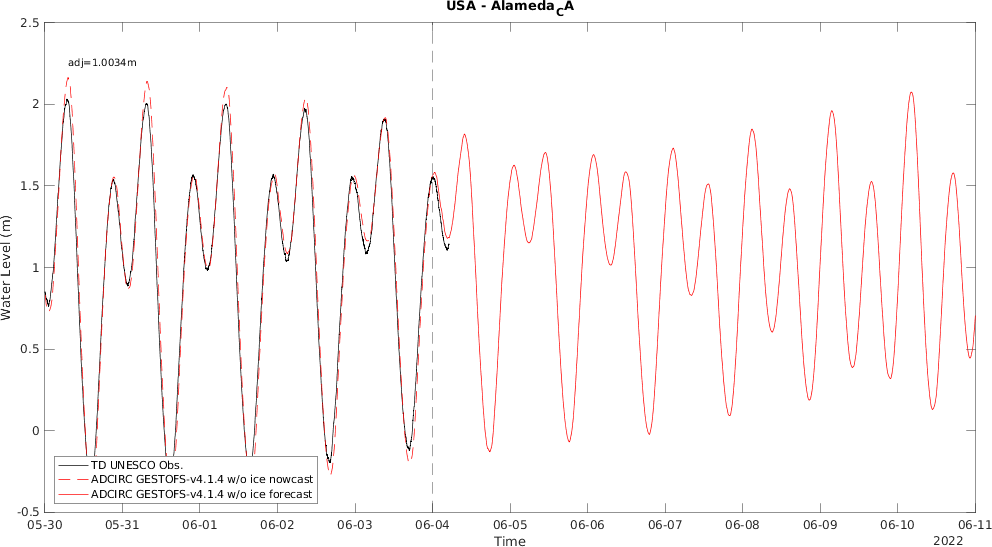 USA - Alameda_CA
adj=1.0034m
2.5
2
1.5
1
0.5
0
-0.5
Water Level (m)
TD UNESCO Obs.
ADCIRC GESTOFS-v4.1.4 w/o ice nowcast
ADCIRC GESTOFS-v4.1.4 w/o ice forecast
05-30 05-31 06-01 06-02 06-03 06-04 06-05 06-06 06-07 06-08 06-09 06-10 06-11
Time
2022